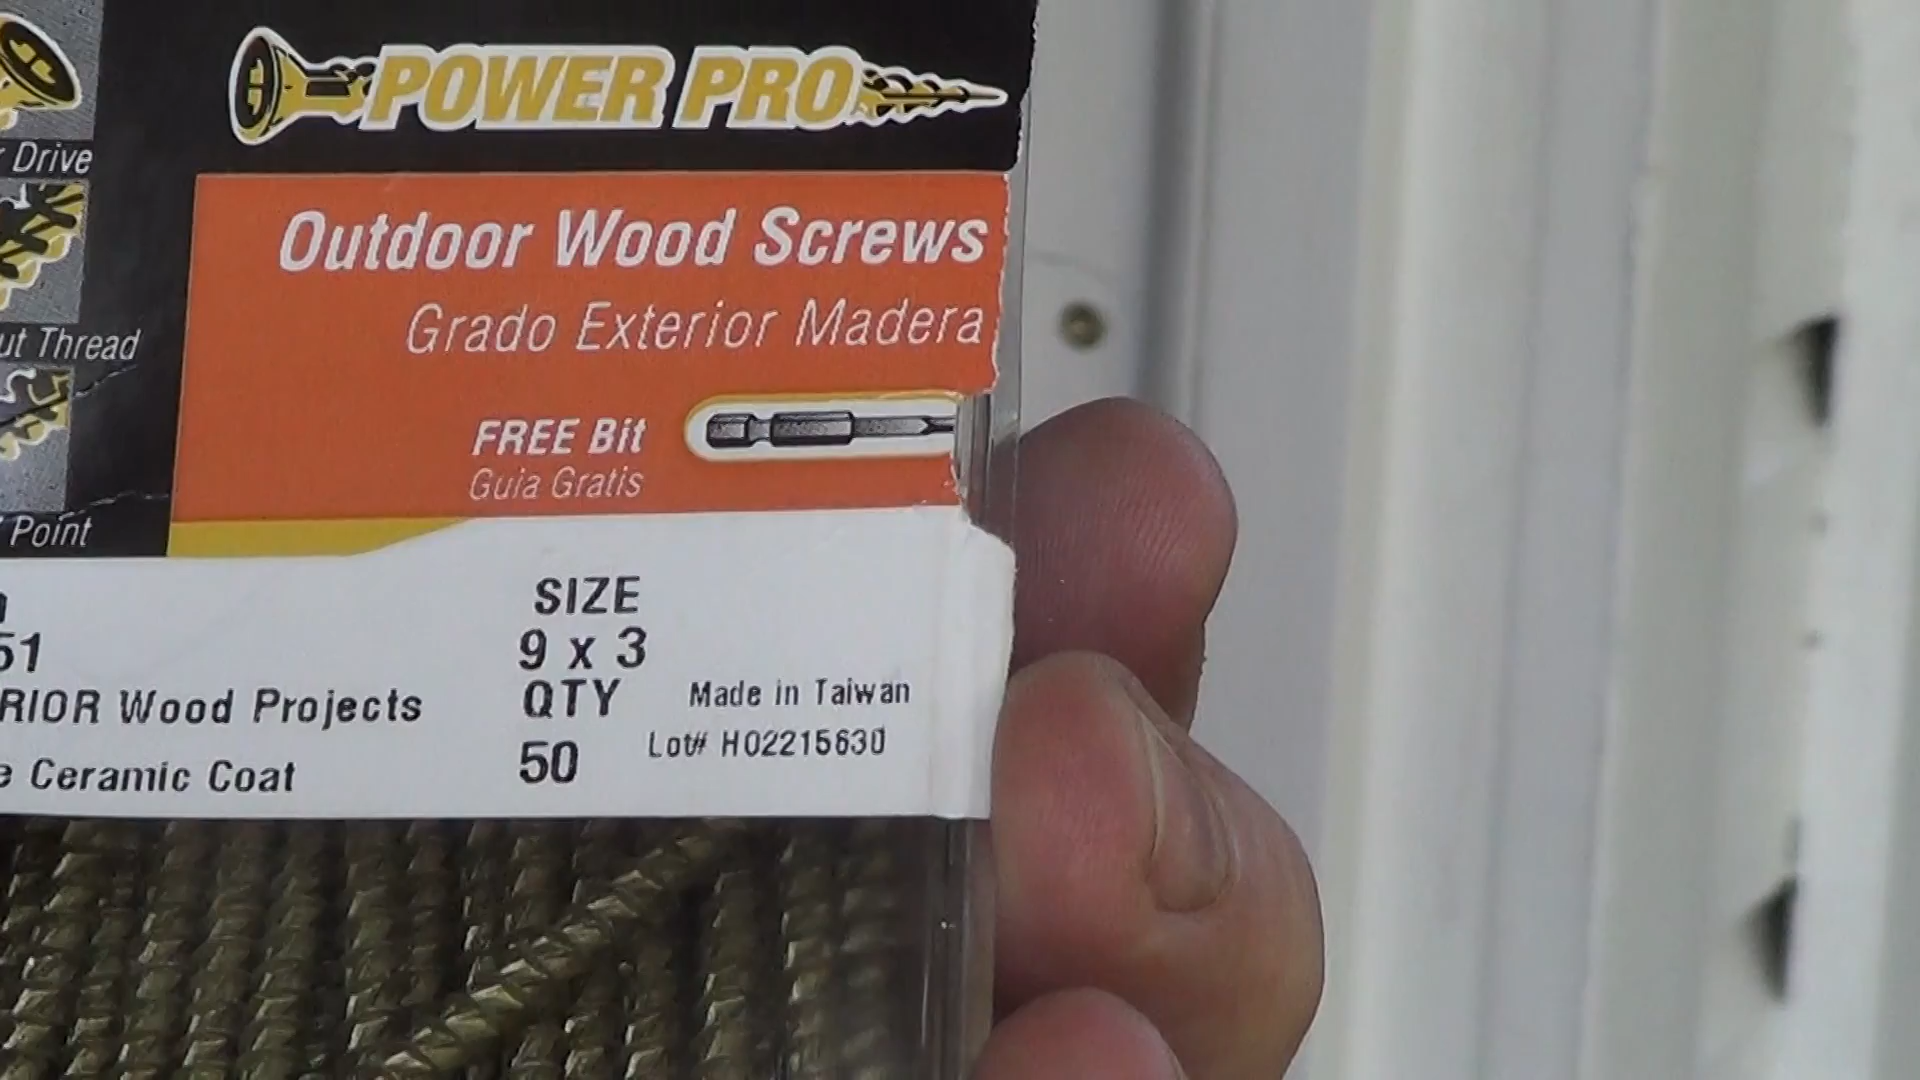 POWER PRO
Drive
Outdoor Wood Screws
Grado Exterior Madera
ut Thread
FREE Bit
Guia Gratis
Point
SIZE
51
9 x 3
RIOR Wood Projects
QTY
Made in Taiwan
Lot# H02215630
e Ceramic Coat
50